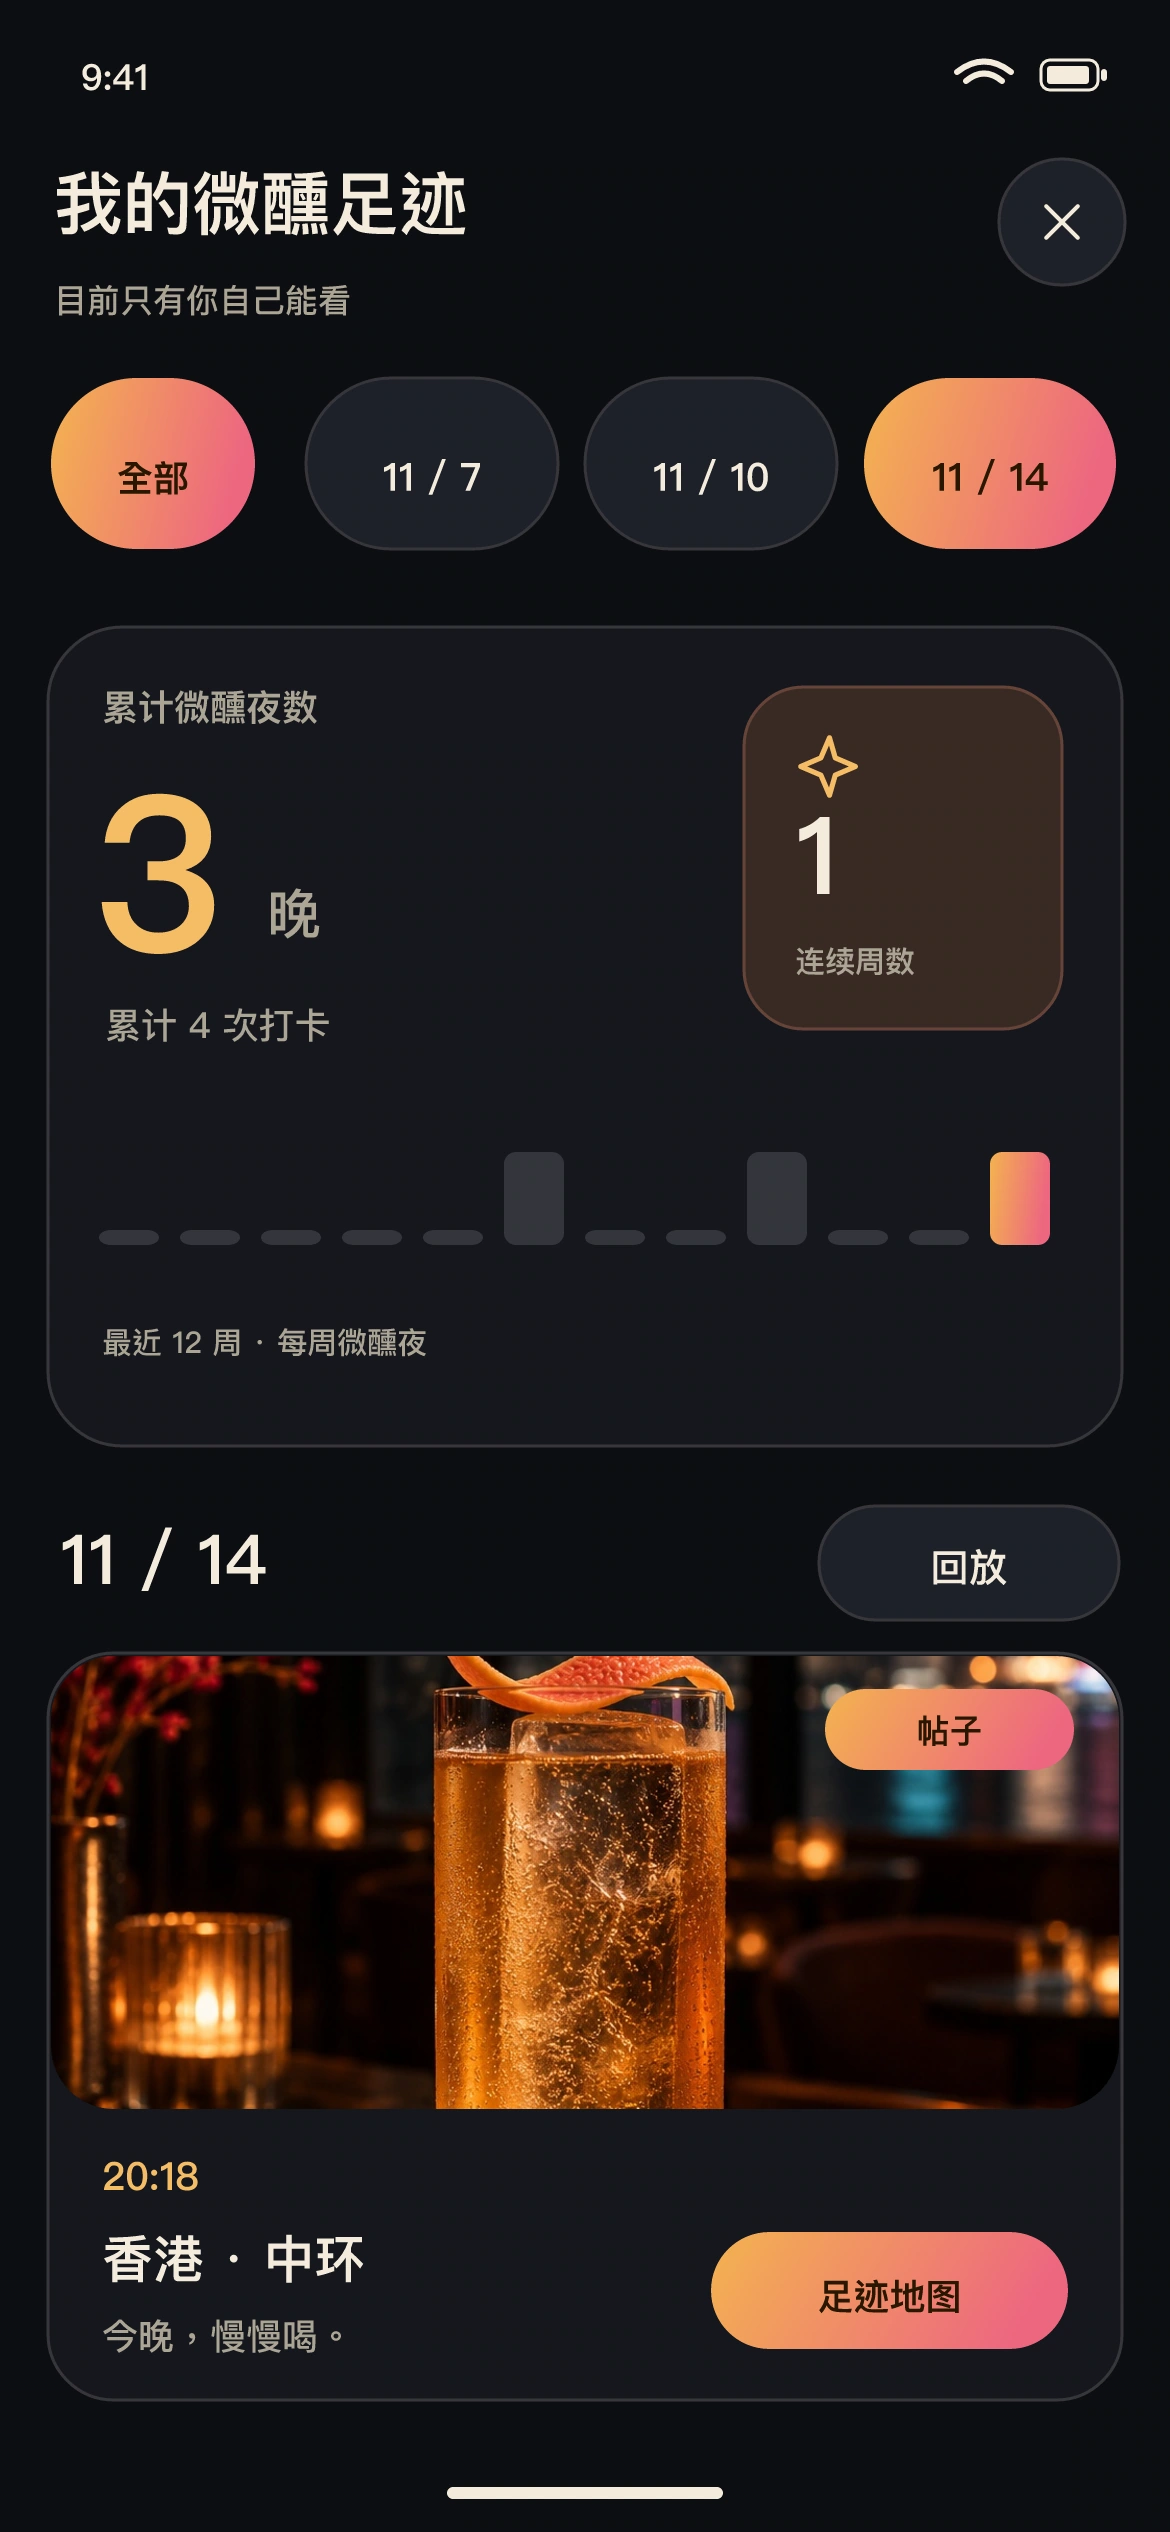 9:41
我的微醺足迹
目前只有你自己能看
全部
11 / 7
11 / 10
11 / 14
累计微醺夜数
3 晚
累计 4 次打卡
1
连续周数
最近 12 周 · 每周微醺夜
11 / 14
回放
帖子
20:18
香港 · 中环
今晚，慢慢喝。
足迹地图